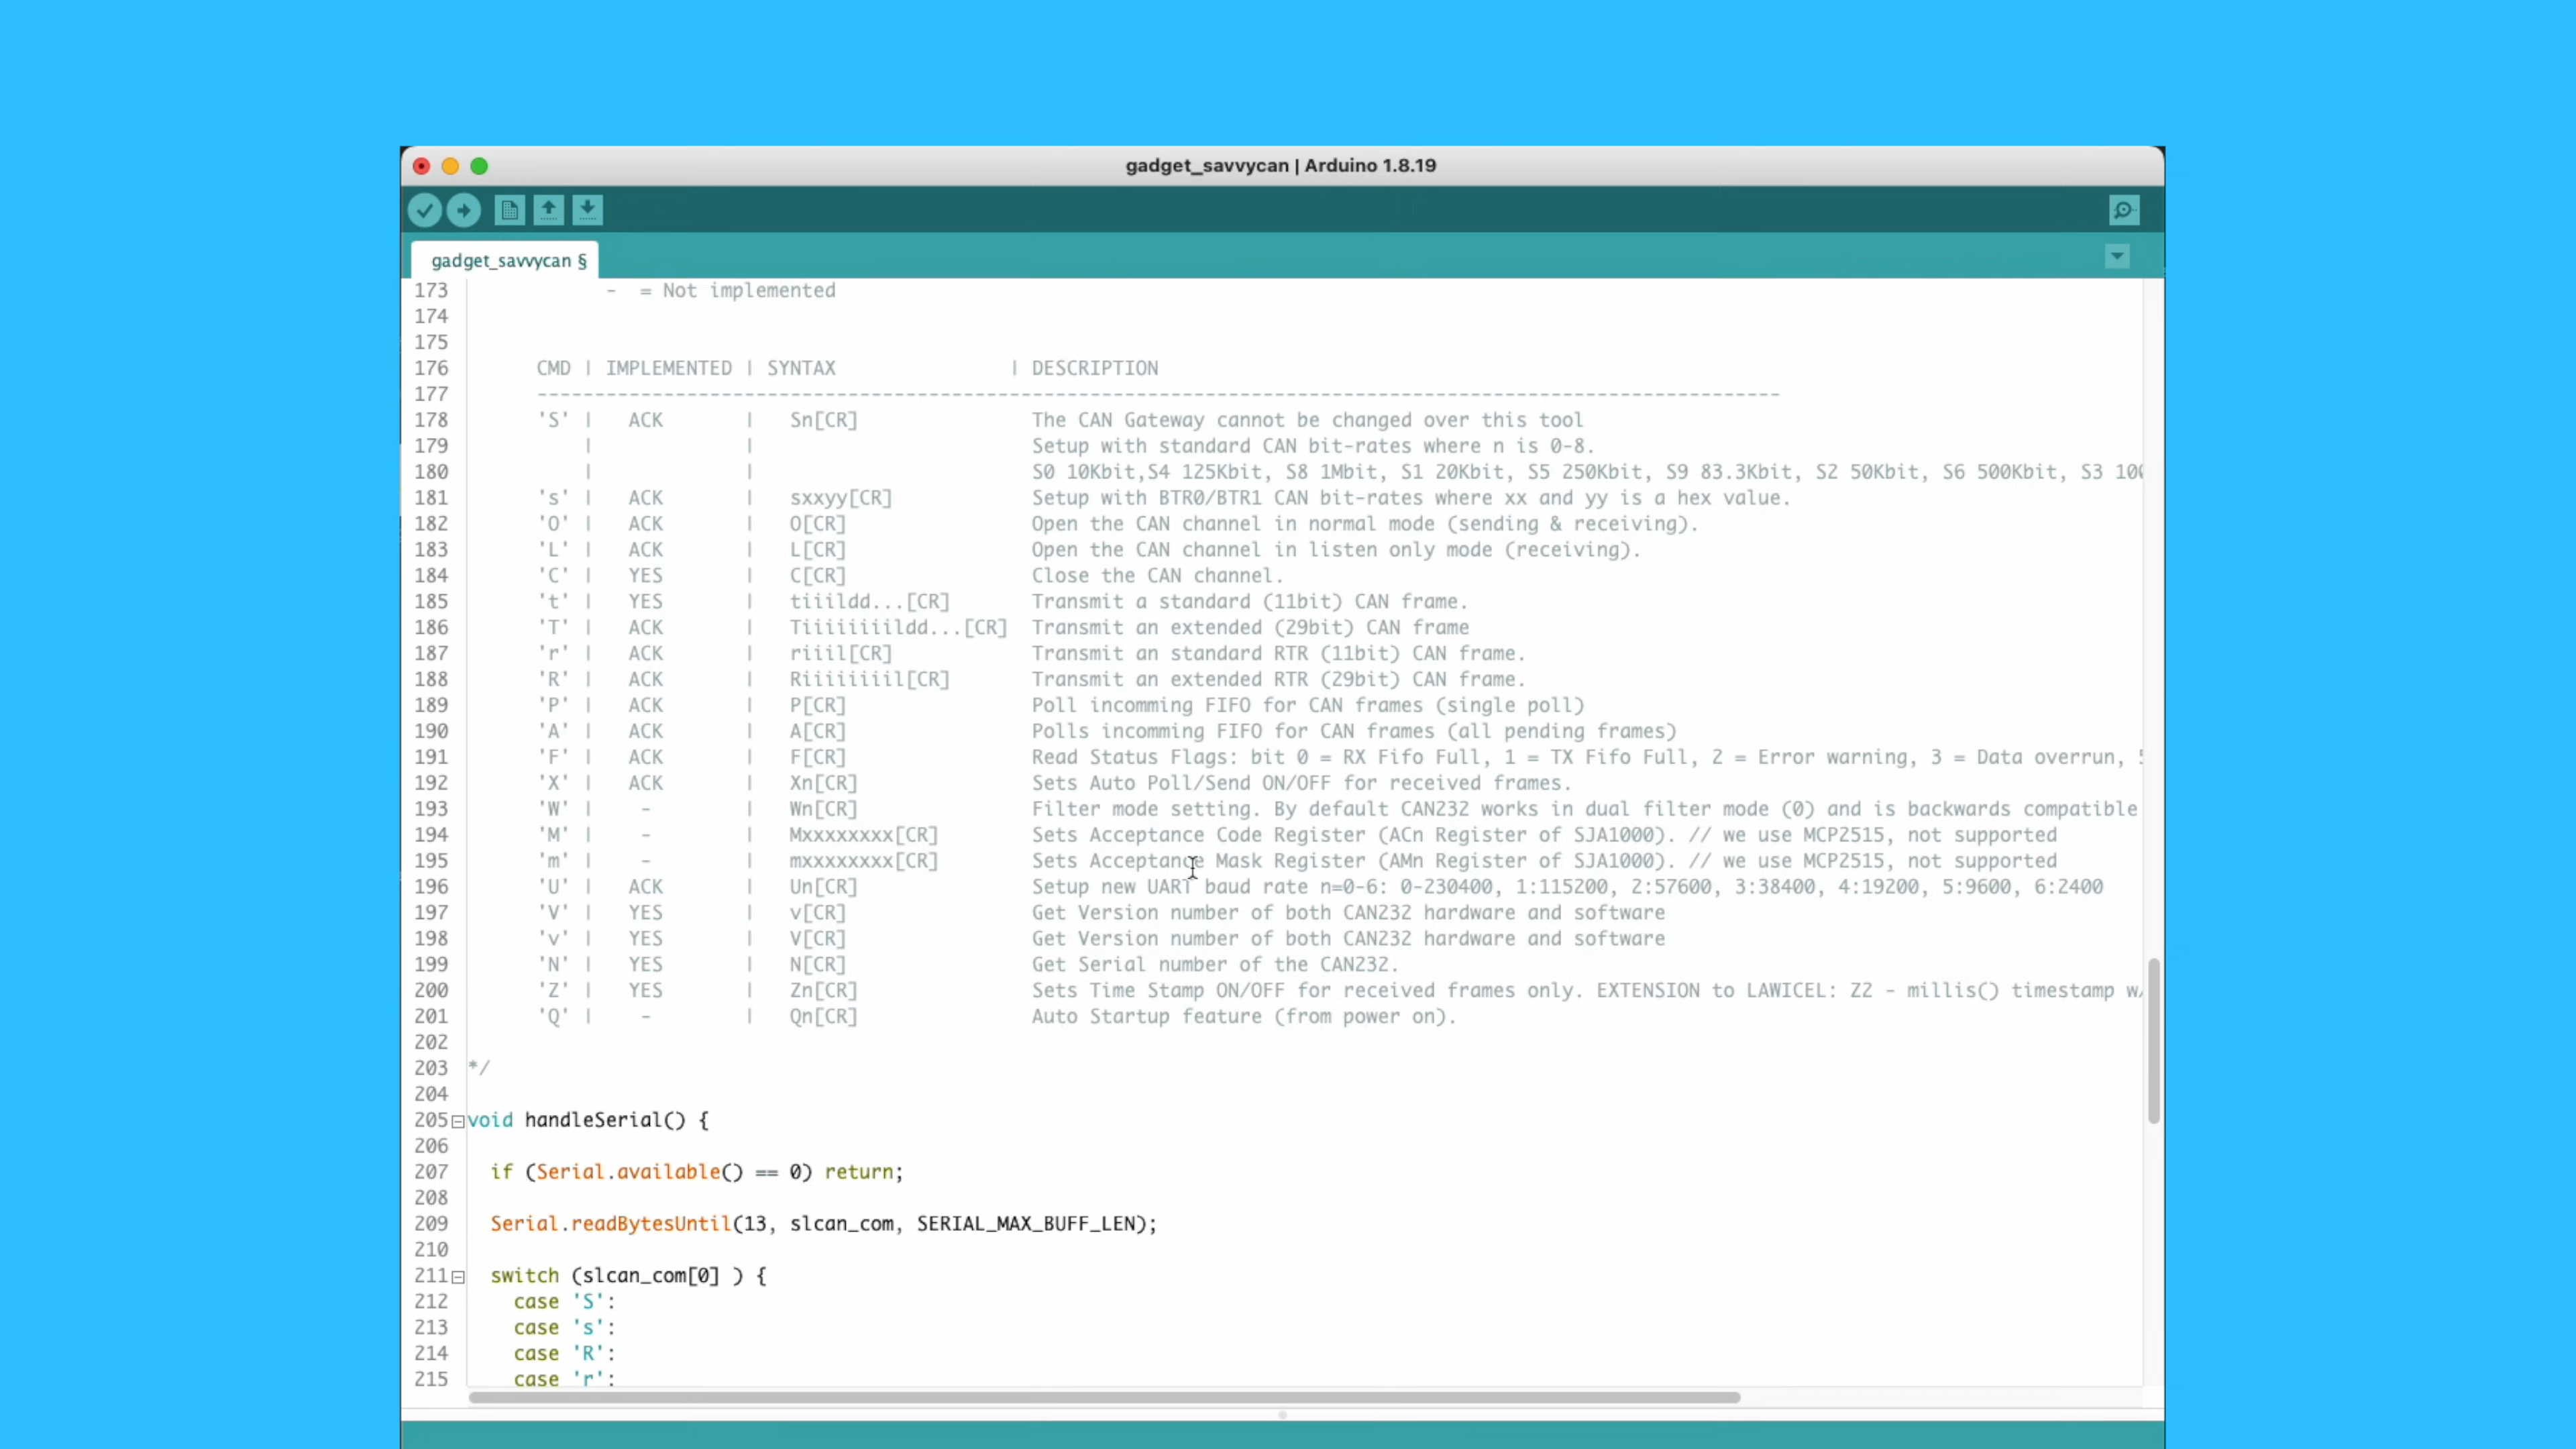 gadget_savvycan | Arduino 1.8.19
gadget_savvycan §
173 - = Not implemented
174
175
176 CMD | IMPLEMENTED | SYNTAX | DESCRIPTION
177 ------------------------------------------------------------------------------------------------------------
178 'S' | ACK | Sn[CR] The CAN Gateway cannot be changed over this tool
179 | | Setup with standard CAN bit-rates where n is 0-8.
180 | | S0 10Kbit,S4 125Kbit, S8 1Mbit, S1 20Kbit, S5 250Kbit, S9 83.3Kbit, S2 50Kbit, S6 500Kbit, S3
181 's' | ACK | sxxyy[CR] Setup with BTR0/BTR1 CAN bit-rates where xx and yy is a hex value.
182 'O' | ACK | O[CR] Open the CAN channel in normal mode (sending & receiving).
183 'L' | ACK | L[CR] Open the CAN channel in listen only mode (receiving).
184 'C' | YES | C[CR] Close the CAN channel.
185 't' | YES | tiiildd...[CR] Transmit a standard (11bit) CAN frame.
186 'T' | ACK | Tiiiiiiiildd...[CR] Transmit an extended (29bit) CAN frame
187 'r' | ACK | riiil[CR] Transmit an standard RTR (11bit) CAN frame.
188 'R' | ACK | Riiiiiiiil[CR] Transmit an extended RTR (29bit) CAN frame.
189 'P' | ACK | P[CR] Poll incomming FIFO for CAN frames (single poll)
190 'A' | ACK | A[CR] Polls incomming FIFO for CAN frames (all pending frames)
191 'F' | ACK | F[CR] Read Status Flags: bit 0 = RX Fifo Full, 1 = TX Fifo Full, 2 = Error warning, 3 = Data overrun,
192 'X' | ACK | Xn[CR] Sets Auto Poll/Send ON/OFF for received frames.
193 'W' | - | Wn[CR] Filter mode setting. By default CAN232 works in dual filter mode (0) and is backwards compatible
194 'M' | - | Mxxxxxxxx[CR] Sets Acceptance Code Register (ACn Register of SJA1000). // we use MCP2515, not supported
195 'm' | - | mxxxxxxxx[CR] Sets Acceptance Mask Register (AMn Register of SJA1000). // we use MCP2515, not supported
196 'U' | ACK | Un[CR] Setup new UART baud rate n=0-6: 0-230400, 1:115200, 2:57600, 3:38400, 4:19200, 5:9600, 6:2400
197 'V' | YES | v[CR] Get Version number of both CAN232 hardware and software
198 'v' | YES | V[CR] Get Version number of both CAN232 hardware and software
199 'N' | YES | N[CR] Get Serial number of the CAN232.
200 'Z' | YES | Zn[CR] Sets Time Stamp ON/OFF for received frames only. EXTENSION to LAWICEL: Z2 - millis() timestamp
201 'Q' | - | Qn[CR] Auto Startup feature (from power on).
202
203 */
204
205 void handleSerial() {
206
207 if (Serial.available() == 0) return;
208
209 Serial.readBytesUntil(13, slcan_com, SERIAL_MAX_BUFF_LEN);
210
211 switch (slcan_com[0] ) {
212 case 'S':
213 case 's':
214 case 'R':
215 case 'r':